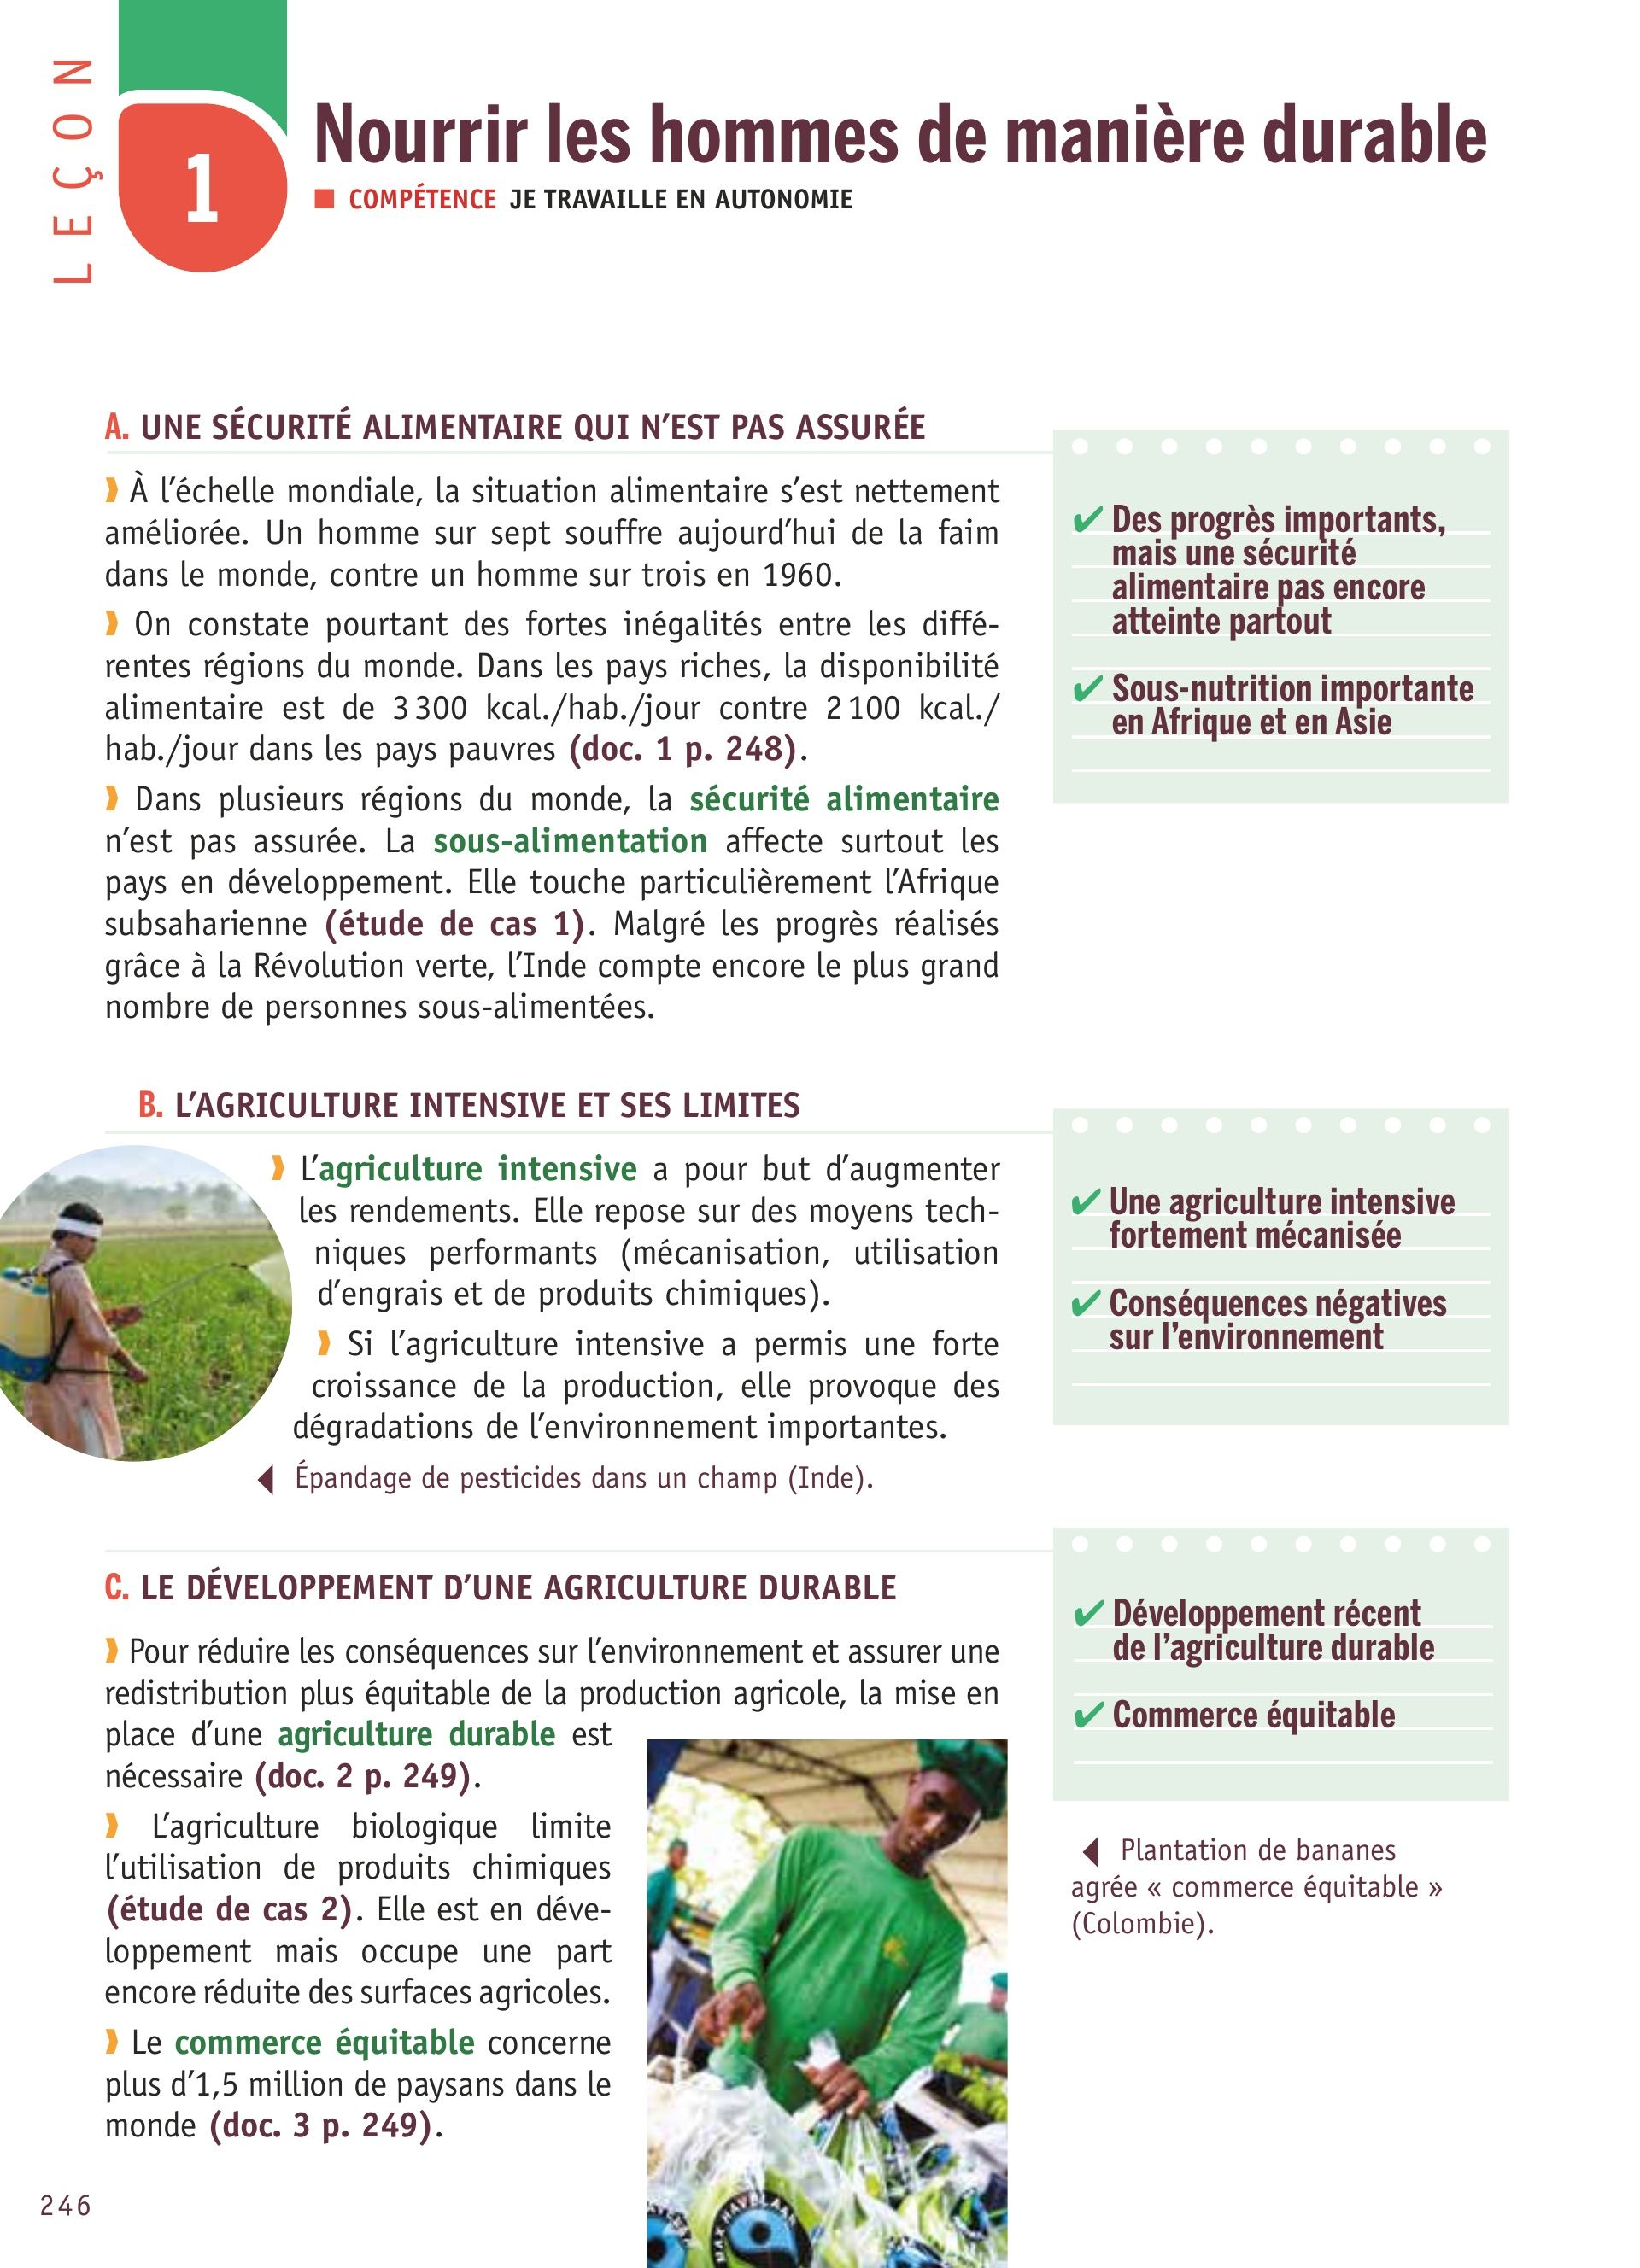 LEÇON
1
Nourrir les hommes de manière durable
■ COMPÉTENCE JE TRAVAILLE EN AUTONOMIE
A. UNE SÉCURITÉ ALIMENTAIRE QUI N’EST PAS ASSURÉE
À l’échelle mondiale, la situation alimentaire s’est nettement
améliorée. Un homme sur sept souffre aujourd’hui de la faim
dans le monde, contre un homme sur trois en 1960.
On constate pourtant des fortes inégalités entre les diffé-
rentes régions du monde. Dans les pays riches, la disponibilité
alimentaire est de 3 300 kcal./hab./jour contre 2 100 kcal./
hab./jour dans les pays pauvres (doc. 1 p. 248).
Dans plusieurs régions du monde, la sécurité alimentaire
n’est pas assurée. La sous-alimentation affecte surtout les
pays en développement. Elle touche particulièrement l’Afrique
subsaharienne (étude de cas 1). Malgré les progrès réalisés
grâce à la Révolution verte, l’Inde compte encore le plus grand
nombre de personnes sous-alimentées.
✔ Des progrès importants,
mais une sécurité
alimentaire pas encore
atteinte partout
✔ Sous-nutrition importante
en Afrique et en Asie
B. L’AGRICULTURE INTENSIVE ET SES LIMITES
L’agriculture intensive a pour but d’augmenter
les rendements. Elle repose sur des moyens tech-
niques performants (mécanisation, utilisation
d’engrais et de produits chimiques).
Si l’agriculture intensive a permis une forte
croissance de la production, elle provoque des
dégradations de l’environnement importantes.
◀ Épandage de pesticides dans un champ (Inde).
✔ Une agriculture intensive
fortement mécanisée
✔ Conséquences négatives
sur l’environnement
C. LE DÉVELOPPEMENT D’UNE AGRICULTURE DURABLE
Pour réduire les conséquences sur l’environnement et assurer une
redistribution plus équitable de la production agricole, la mise en
place d’une agriculture durable est
nécessaire (doc. 2 p. 249).
L’agriculture biologique limite
l’utilisation de produits chimiques
(étude de cas 2). Elle est en déve-
loppement mais occupe une part
encore réduite des surfaces agricoles.
Le commerce équitable concerne
plus d’1,5 million de paysans dans le
monde (doc. 3 p. 249).
✔ Développement récent
de l’agriculture durable
✔ Commerce équitable
◀ Plantation de bananes
agrée « commerce équitable »
(Colombie).
MAX HAVELAAR
246